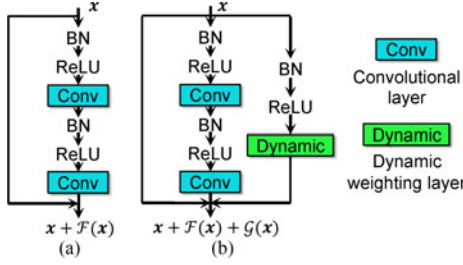 x
BN
ReLU
Conv
BN
ReLU
Conv
x + F(x)
(a)
x
BN
ReLU
Conv
BN
ReLU
Conv
BN
ReLU
Dynamic
x + F(x) + G(x)
(b)
Conv
Convolutional
layer
Dynamic
Dynamic
weighting layer